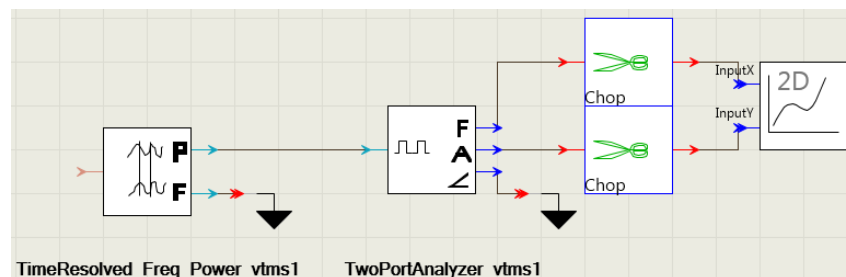 2D
InputX
Chop
InputY
P
F
F
A
∠
Chop
TimeResolved_Freq_Power_vtms1
TwoPortAnalyzer_vtms1